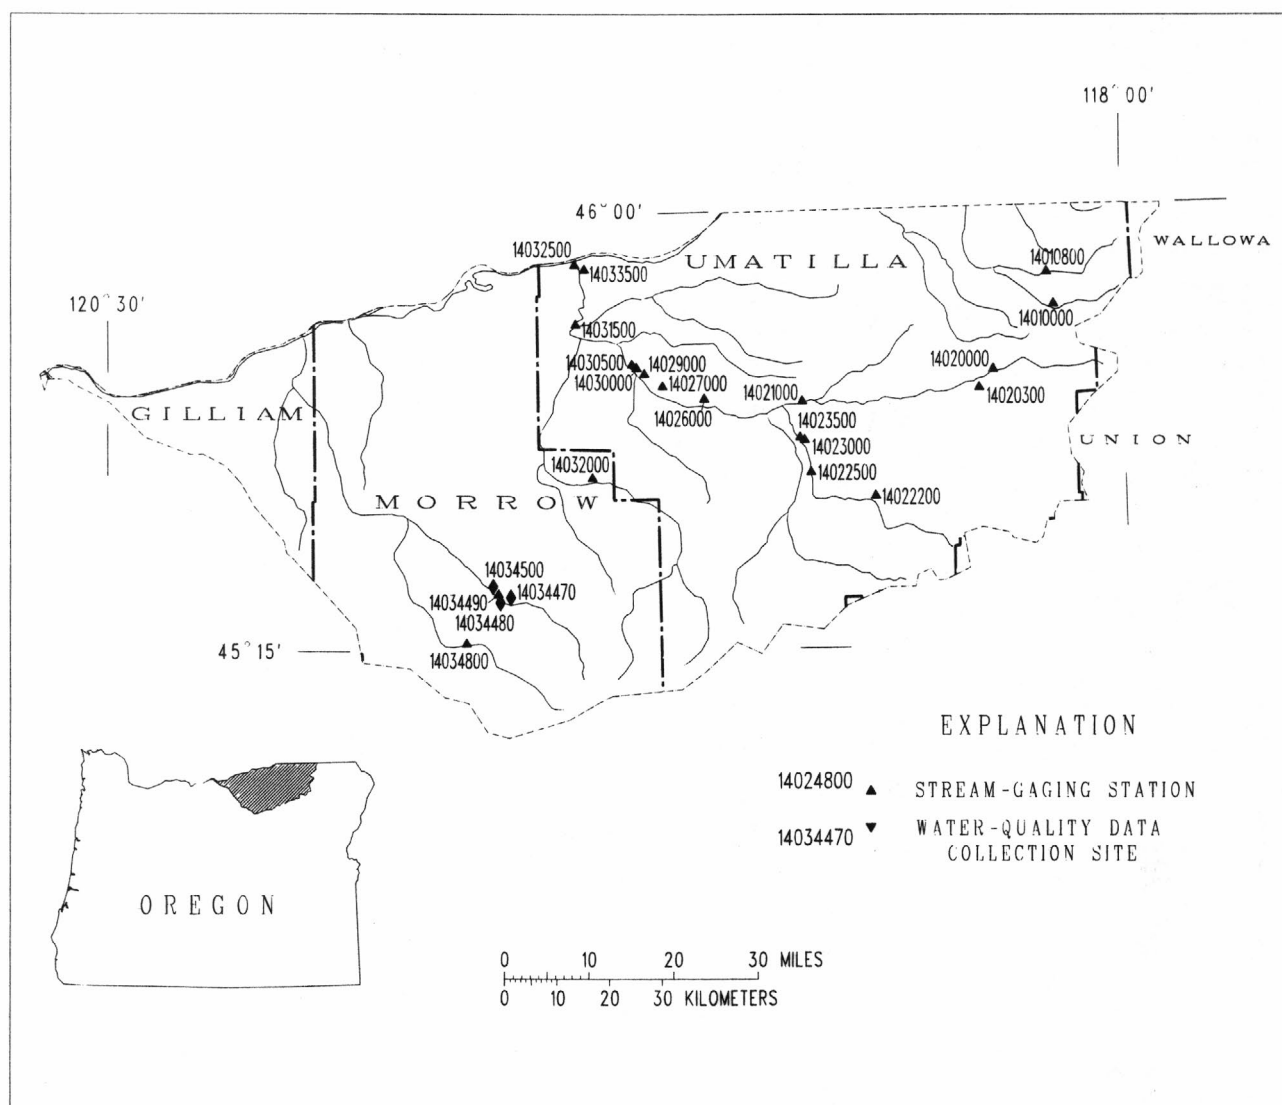 118°00'
46°00'
WALLOWA
14032500
14010800
UMATILLA
14033500
120°30'
14010000
14031500
14020000
14030500
14029000
14030000
14027000
14021000
14020300
GILLIAM
14026000
14023500
UNION
14023000
14032000
14022500
MORROW
14022200
14034500
14034470
14034490
14034480
45°15'
14034800
EXPLANATION
14024800 STREAM-GAGING STATION
14034470 WATER-QUALITY DATA
COLLECTION SITE
OREGON
0 10 20 30 MILES
0 10 20 30 KILOMETERS